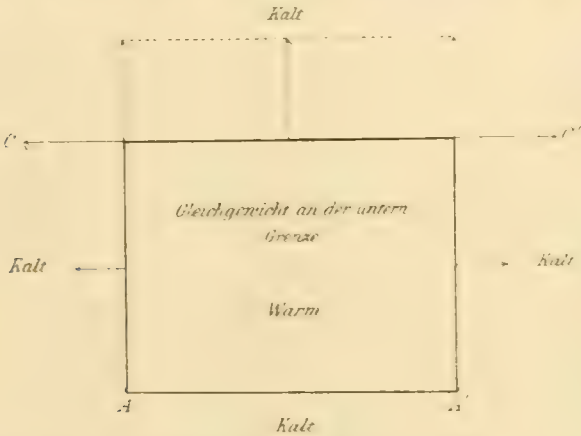 Kalt
C
Gleichgewicht an der untern
Grenze
Kalt
Kalt
Warm
A
Kalt